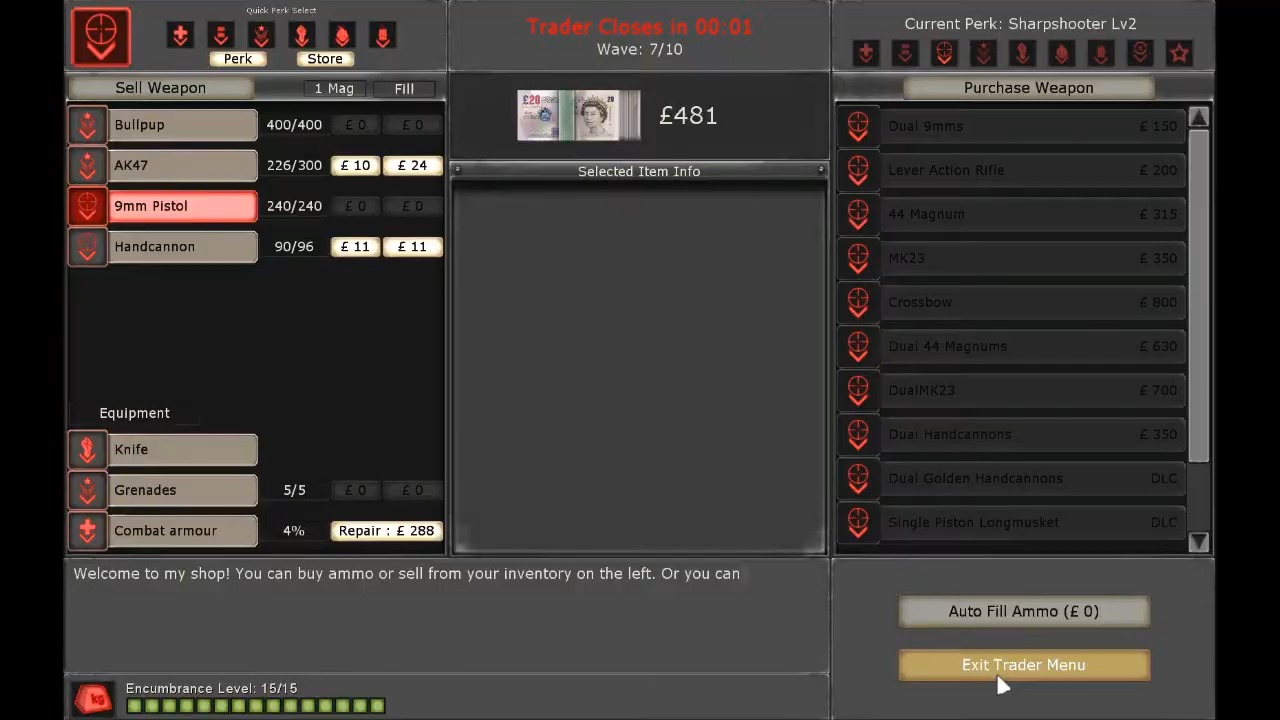 Quick Perk Select
Perk
Store
Trader Closes in 00:01
Wave: 7/10
Current Perk: Sharpshooter Lv2
Sell Weapon
1 Mag
Fill
£20
20
£481
Purchase Weapon
Bullpup 400/400 £ 0 £ 0
AK47 226/300 £ 10 £ 24
9mm Pistol 240/240 £ 0 £ 0
Handcannon 90/96 £ 11 £ 11
Equipment
Knife
Grenades 5/5 £ 0 £ 0
Combat armour 4% Repair : £ 288
Selected Item Info
Dual 9mms £ 150
Lever Action Rifle £ 200
44 Magnum £ 315
MK23 £ 350
Crossbow £ 800
Dual 44 Magnums £ 630
DualMK23 £ 700
Dual Handcannons £ 350
Dual Golden Handcannons DLC
Single Piston Longmusket DLC
Welcome to my shop! You can buy ammo or sell from your inventory on the left. Or you can
Auto Fill Ammo (£ 0)
Exit Trader Menu
kg
Encumbrance Level: 15/15